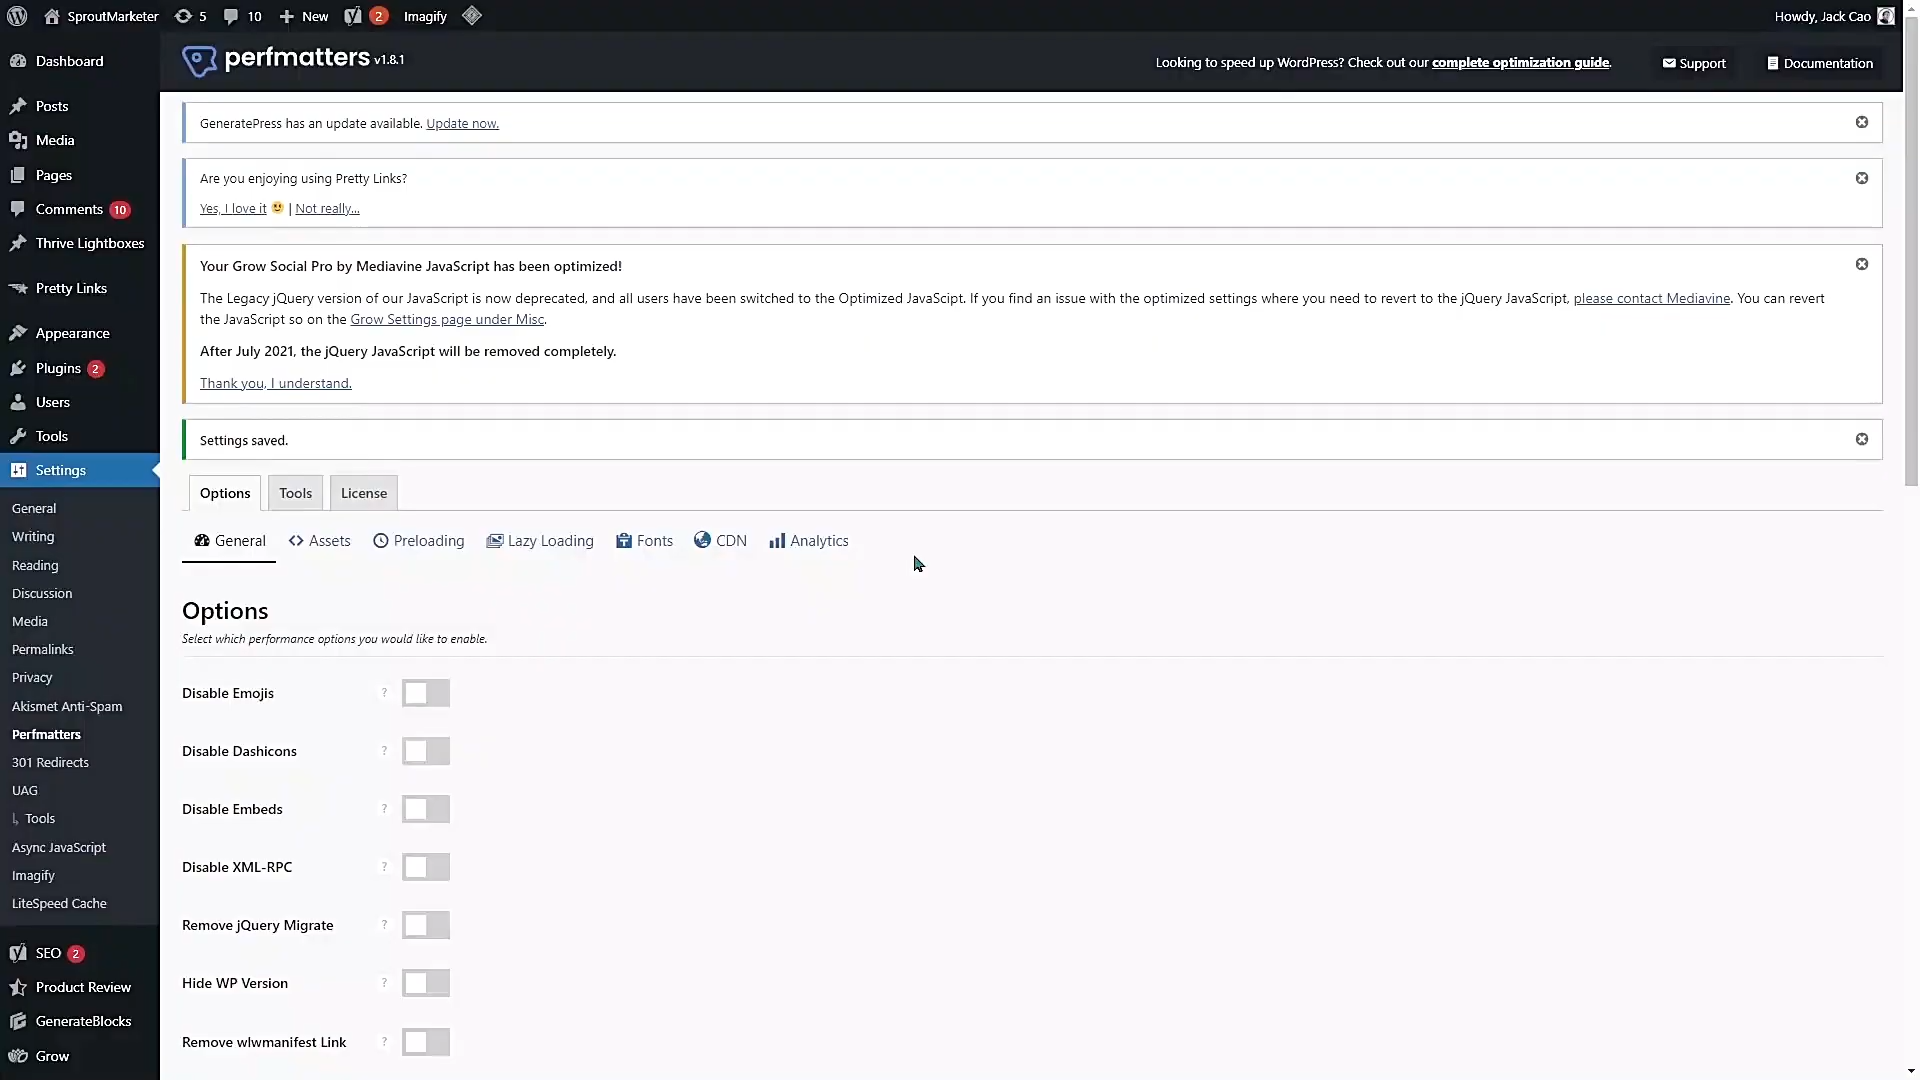 SproutMarketer 5 10 New 2 Imagify Howdy, Jack Cao
perfmatters v1.8.1
Looking to speed up WordPress? Check out our complete optimization guide. Support Documentation
Dashboard
Posts
Media
Pages
Comments 10
Thrive Lightboxes
Pretty Links
Appearance
Plugins 2
Users
Tools
Settings
General
Writing
Reading
Discussion
Media
Permalinks
Privacy
Akismet Anti-Spam
Perfmatters
301 Redirects
UAG
Tools
Async JavaScript
Imagify
LiteSpeed Cache
SEO 2
Product Review
GenerateBlocks
Grow
GeneratePress has an update available. Update now.
Are you enjoying using Pretty Links?
Yes, I love it 😃 | Not really...
Your Grow Social Pro by Mediavine JavaScript has been optimized!
The Legacy jQuery version of our JavaScript is now deprecated, and all users have been switched to the Optimized JavaScipt. If you find an issue with the optimized settings where you need to revert to the jQuery JavaScript, please contact Mediavine. You can revert
the JavaScript so on the Grow Settings page under Misc.
After July 2021, the jQuery JavaScript will be removed completely.
Thank you, I understand.
Settings saved.
Options Tools License
General Assets Preloading Lazy Loading Fonts CDN Analytics
Options
Select which performance options you would like to enable.
Disable Emojis ?
Disable Dashicons ?
Disable Embeds ?
Disable XML-RPC ?
Remove jQuery Migrate ?
Hide WP Version ?
Remove wlwmanifest Link ?